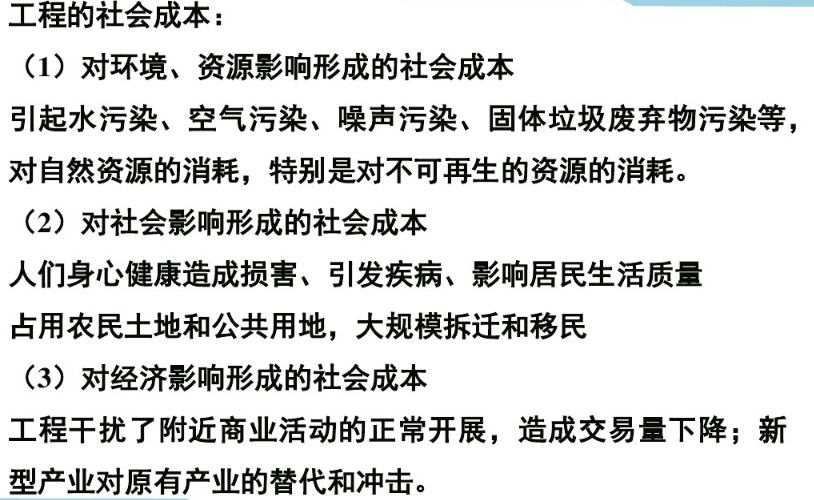 工程的社会成本：
（1）对环境、资源影响形成的社会成本
引起水污染、空气污染、噪声污染、固体垃圾废弃物污染等，
对自然资源的消耗，特别是对不可再生的资源的消耗。
（2）对社会影响形成的社会成本
人们身心健康造成损害、引发疾病、影响居民生活质量
占用农民土地和公共用地，大规模拆迁和移民
（3）对经济影响形成的社会成本
工程干扰了附近商业活动的正常开展，造成交易量下降；新
型产业对原有产业的替代和冲击。